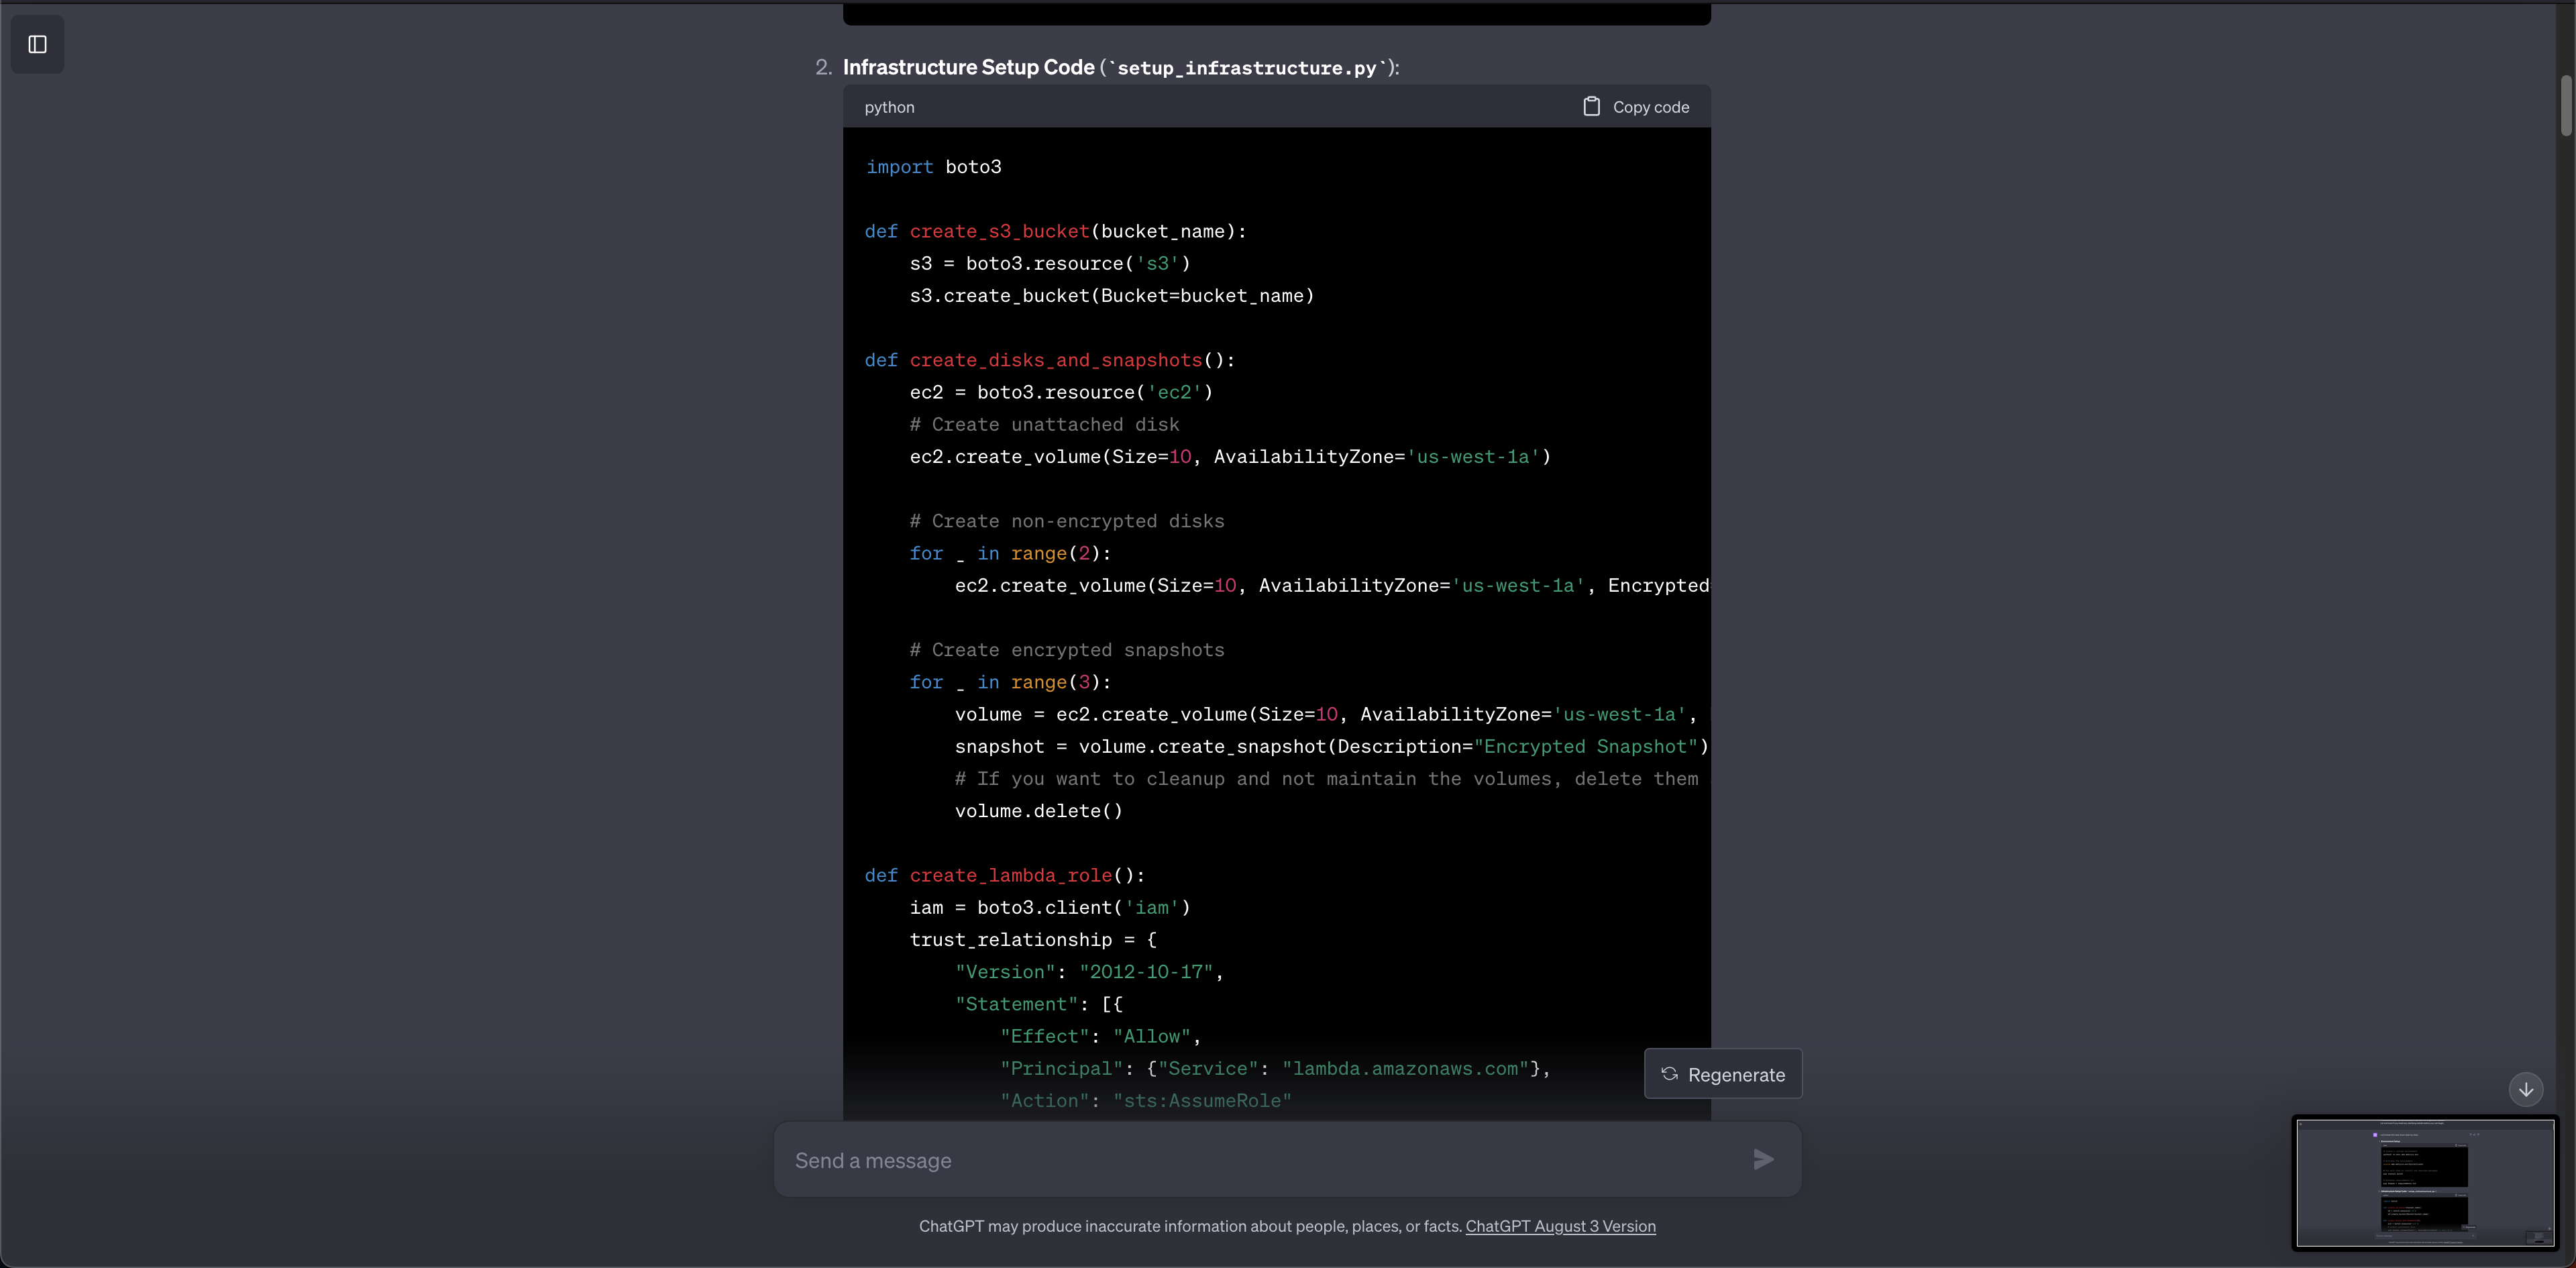 2. Infrastructure Setup Code (`setup_infrastructure.py`):
python
Copy code
import boto3
def create_s3_bucket(bucket_name):
    s3 = boto3.resource('s3')
    s3.create_bucket(Bucket=bucket_name)
def create_disks_and_snapshots():
    ec2 = boto3.resource('ec2')
    # Create unattached disk
    ec2.create_volume(Size=10, AvailabilityZone='us-west-1a')
    # Create non-encrypted disks
    for _ in range(2):
        ec2.create_volume(Size=10, AvailabilityZone='us-west-1a', Encrypted
    # Create encrypted snapshots
    for _ in range(3):
        volume = ec2.create_volume(Size=10, AvailabilityZone='us-west-1a',
        snapshot = volume.create_snapshot(Description="Encrypted Snapshot")
        # If you want to cleanup and not maintain the volumes, delete them
        volume.delete()
def create_lambda_role():
    iam = boto3.client('iam')
    trust_relationship = {
        "Version": "2012-10-17",
        "Statement": [{
            "Effect": "Allow",
            "Principal": {"Service": "lambda.amazonaws.com"},
            "Action": "sts:AssumeRole"
Regenerate
Send a message
ChatGPT may produce inaccurate information about people, places, or facts. ChatGPT August 3 Version